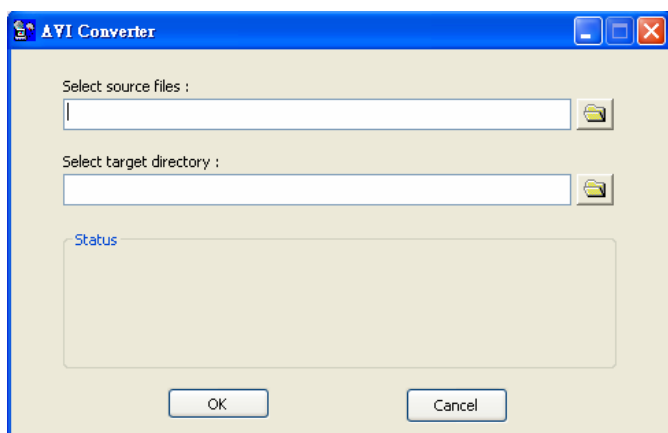 AVI Converter
Select source files :
Select target directory :
Status
OK
Cancel